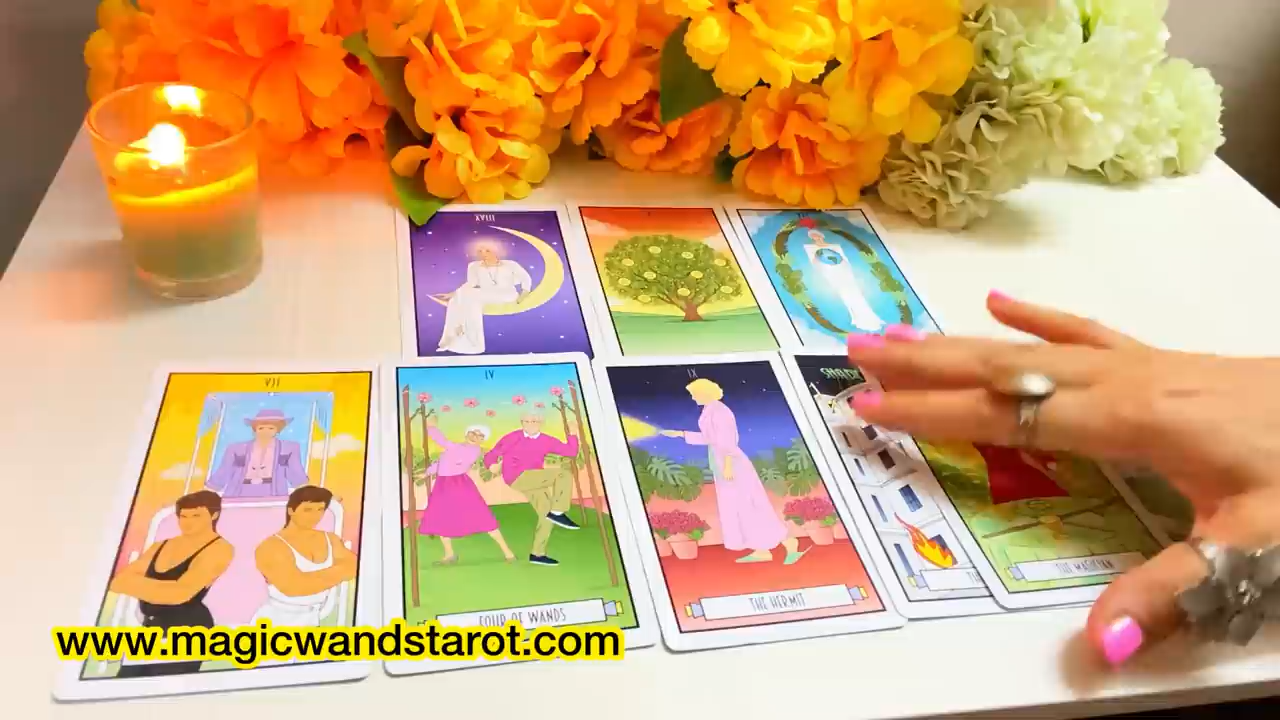 XVIII
VII
IV
IX
FOUR OF WANDS
THE HERMIT
THE MAGICIAN
www.magicwandstarot.com